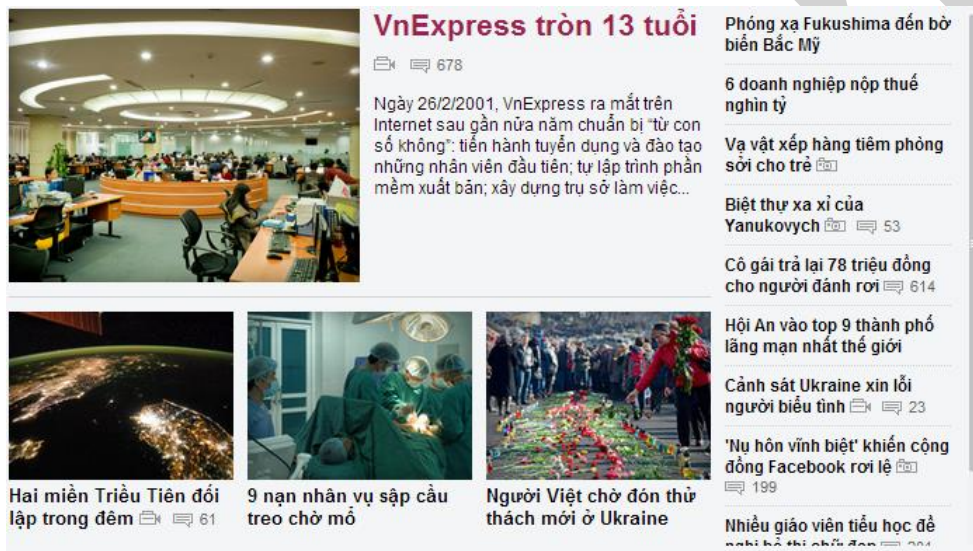 VnExpress tròn 13 tuổi
678
Ngày 26/2/2001, VnExpress ra mắt trên
Internet sau gần nửa năm chuẩn bị "từ con
số không": tiến hành tuyển dụng và đào tạo
những nhân viên đầu tiên; tự lập trình phần
mềm xuất bản; xây dựng trụ sở làm việc...
Hai miền Triều Tiên đối
lập trong đêm 61
9 nạn nhân vụ sập cầu
treo chờ mổ
Người Việt chờ đón thử
thách mới ở Ukraine
Phóng xạ Fukushima đến bờ
biển Bắc Mỹ
6 doanh nghiệp nộp thuế
nghìn tỷ
Vạ vật xếp hàng tiêm phòng
sởi cho trẻ
Biệt thự xa xỉ của
Yanukovych 53
Cô gái trả lại 78 triệu đồng
cho người đánh rơi 614
Hội An vào top 9 thành phố
lãng mạn nhất thế giới
Cảnh sát Ukraine xin lỗi
người biểu tình 23
'Nụ hôn vĩnh biệt' khiến cộng
đồng Facebook rơi lệ
199
Nhiều giáo viên tiểu học đề
nghị bỏ thi chữ đẹp